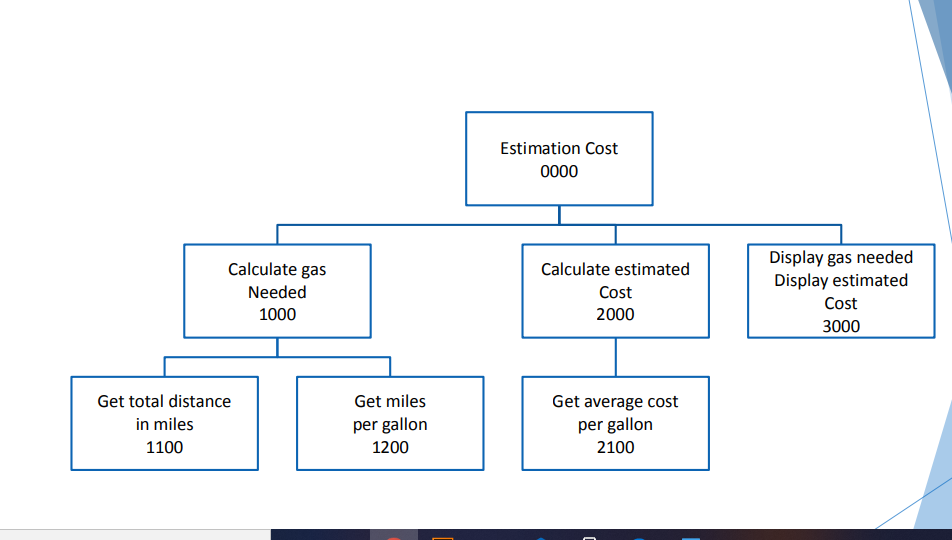 Estimation Cost
0000
Calculate gas
Needed
1000
Calculate estimated
Cost
2000
Display gas needed
Display estimated
Cost
3000
Get total distance
in miles
1100
Get miles
per gallon
1200
Get average cost
per gallon
2100